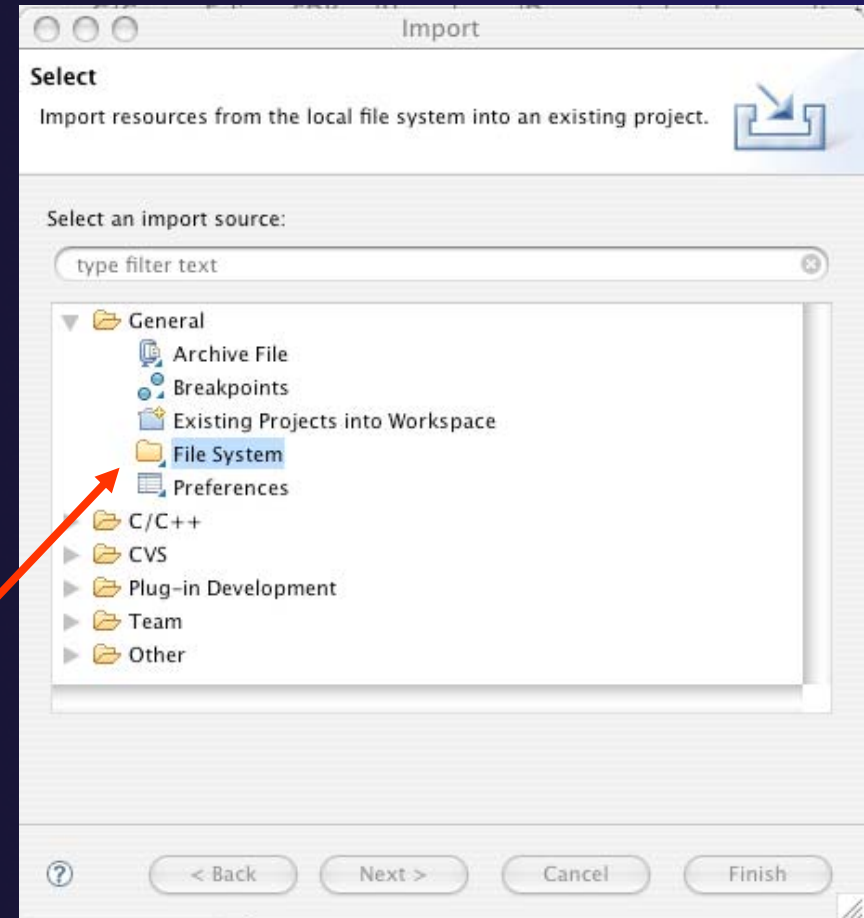 Import
Select
Import resources from the local file system into an existing project.
Select an import source:
type filter text
General
Archive File
Breakpoints
Existing Projects into Workspace
File System
Preferences
C/C++
CVS
Plug-in Development
Team
Other
?
< Back
Next >
Cancel
Finish